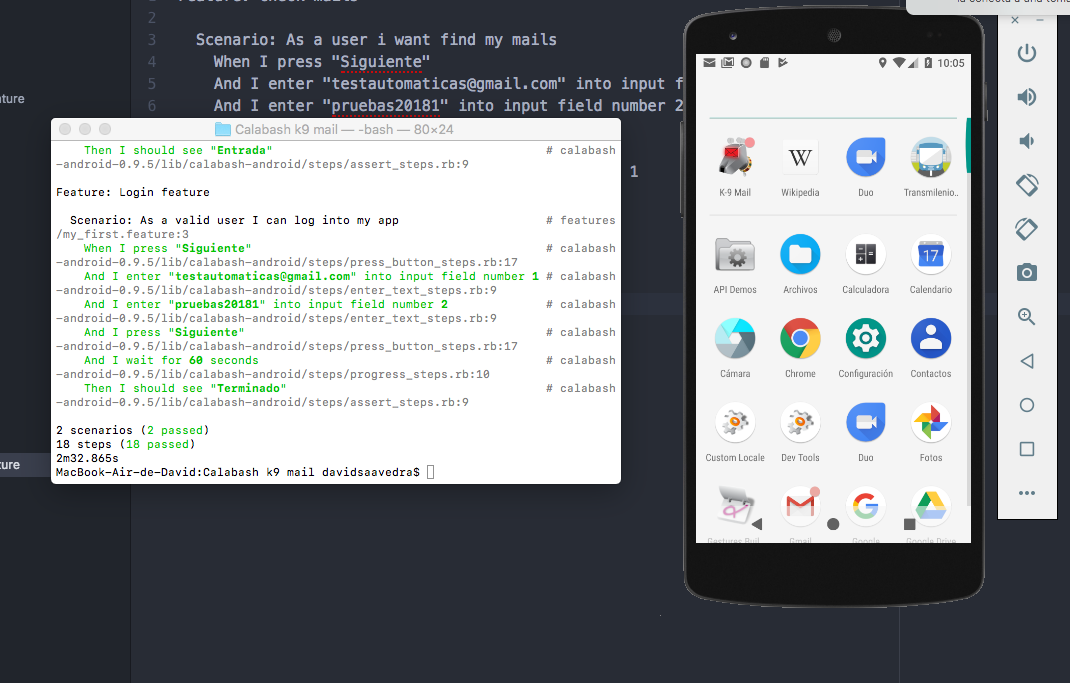 la conecta a una toma
Feature: Check mails
2
3 Scenario: As a user i want find my mails
4 When I press "Siguiente"
5 And I enter "testautomaticas@gmail.com" into input f
6 And I enter "pruebas20181" into input field number 2
1
ature
ture
Calabash k9 mail — -bash — 80×24
Then I should see "Entrada" # calabash
-android-0.9.5/lib/calabash-android/steps/assert_steps.rb:9
Feature: Login feature
Scenario: As a valid user I can log into my app # features
/my_first.feature:3
When I press "Siguiente" # calabash
-android-0.9.5/lib/calabash-android/steps/press_button_steps.rb:17
And I enter "testautomaticas@gmail.com" into input field number 1 # calabash
-android-0.9.5/lib/calabash-android/steps/enter_text_steps.rb:9
And I enter "pruebas20181" into input field number 2 # calabash
-android-0.9.5/lib/calabash-android/steps/enter_text_steps.rb:9
And I press "Siguiente" # calabash
-android-0.9.5/lib/calabash-android/steps/press_button_steps.rb:17
And I wait for 60 seconds # calabash
-android-0.9.5/lib/calabash-android/steps/progress_steps.rb:10
Then I should see "Terminado" # calabash
-android-0.9.5/lib/calabash-android/steps/assert_steps.rb:9
2 scenarios (2 passed)
18 steps (18 passed)
2m32.865s
MacBook-Air-de-David:Calabash k9 mail davidsaavedra$
10:05
W
K-9 Mail Wikipedia Duo Transmilenio..
17
API Demos Archivos Calculadora Calendario
Cámara Chrome Configuración Contactos
Custom Locale Dev Tools Duo Fotos
Gestures Buil.. Gmail Google Google Drive